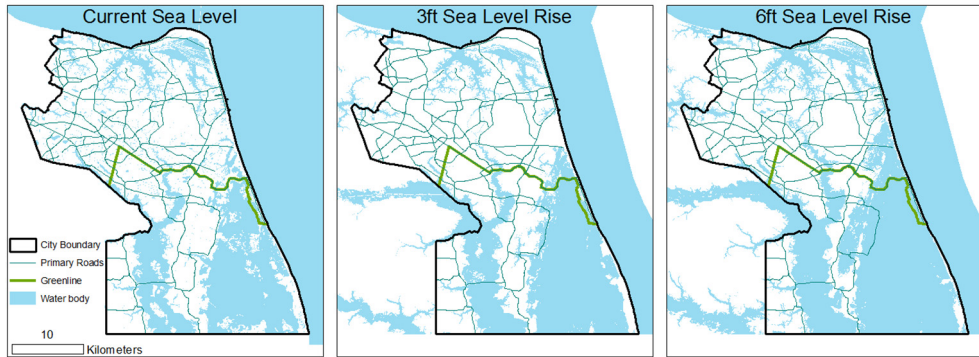 Current Sea Level
3ft Sea Level Rise
6ft Sea Level Rise
City Boundary
Primary Roads
Greenline
Water body
10
Kilometers